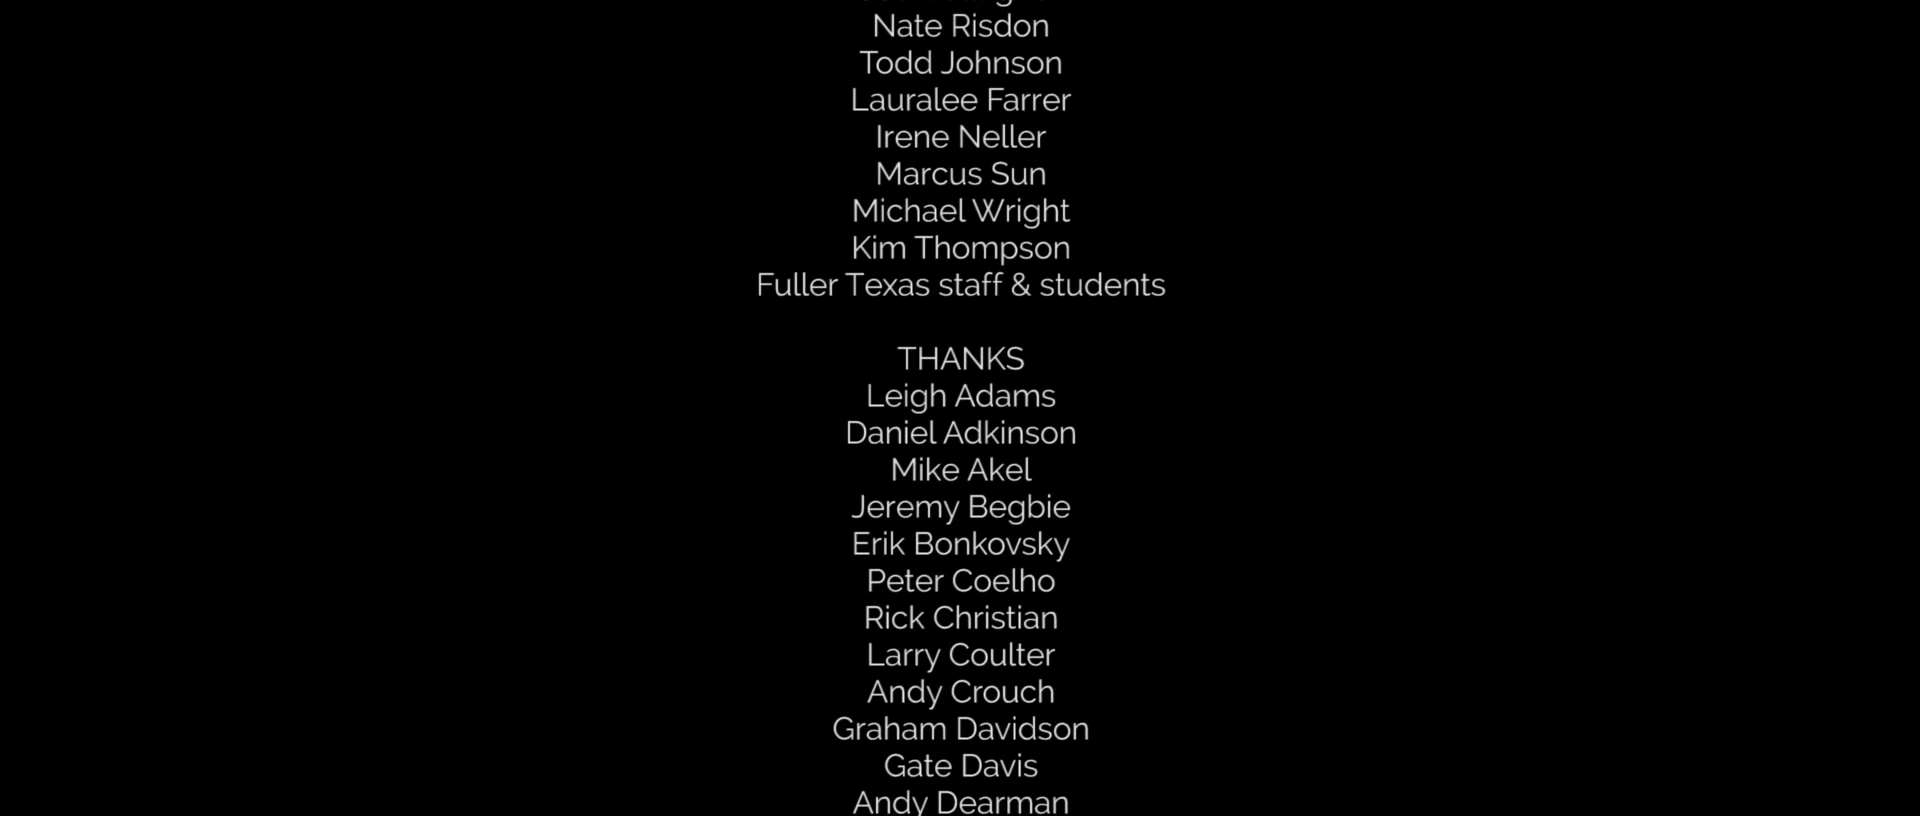 Nate Risdon
Todd Johnson
Lauralee Farrer
Irene Neller
Marcus Sun
Michael Wright
Kim Thompson
Fuller Texas staff & students
THANKS
Leigh Adams
Daniel Adkinson
Mike Akel
Jeremy Begbie
Erik Bonkovsky
Peter Coelho
Rick Christian
Larry Coulter
Andy Crouch
Graham Davidson
Gate Davis
Andy Dearman